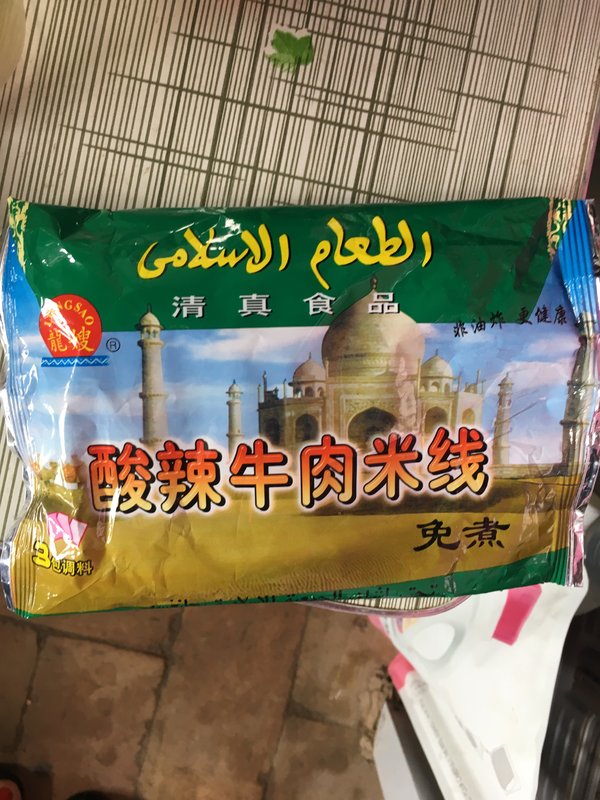 الطعام الاسلامى
清真食品
LONGSAO
龍嫂
®
非油炸 更健康
酸辣牛肉米线
免煮
3包调料